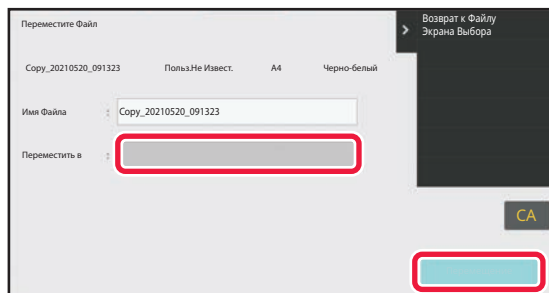 Переместите Файл
Возврат к Файлу
Экрана Выбора
Copy_20210520_091323 Польз.Не Извест. A4 Черно-белый
Имя Файла : Copy_20210520_091323
Переместить в :
CA